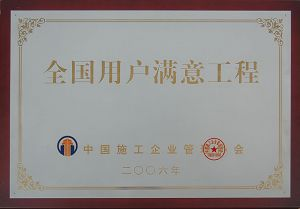 全国用户满意工程
中国施工企业管 会
二〇〇六年